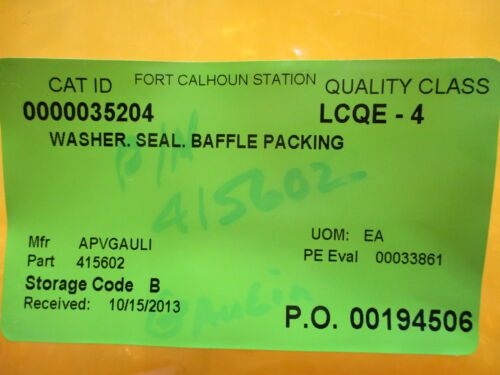 FORT CALHOUN STATION
CAT ID QUALITY CLASS
0000035204 LCQE - 4
WASHER. SEAL. BAFFLE PACKING
P/N
415602
Mfr APVGAULI UOM: EA
Part 415602 PE Eval 00033861
Storage Code B
Received: 10/15/2013
Gaulin
P.O. 00194506